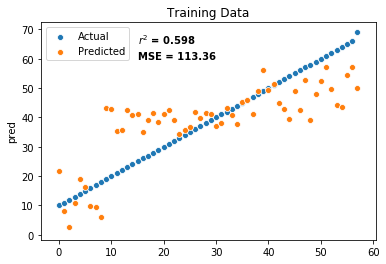 Training Data
Actual
Predicted
r² = 0.598
MSE = 113.36
pred
70
60
50
40
30
20
10
0
0 10 20 30 40 50 60